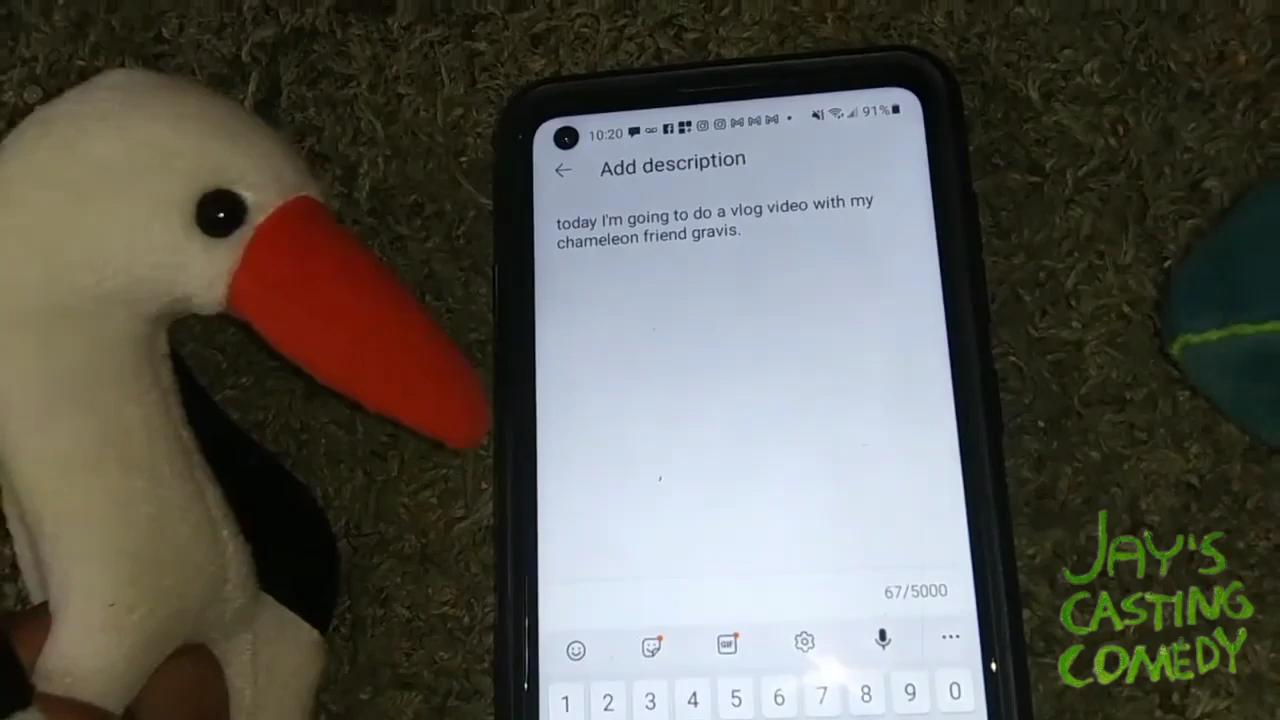 10:20
91%
Add description
today I'm going to do a vlog video with my
chameleon friend gravis.
67/5000
GIF
1 2 3 4 5 6 7 8 9 0
JAY'S
CASTING
COMEDY